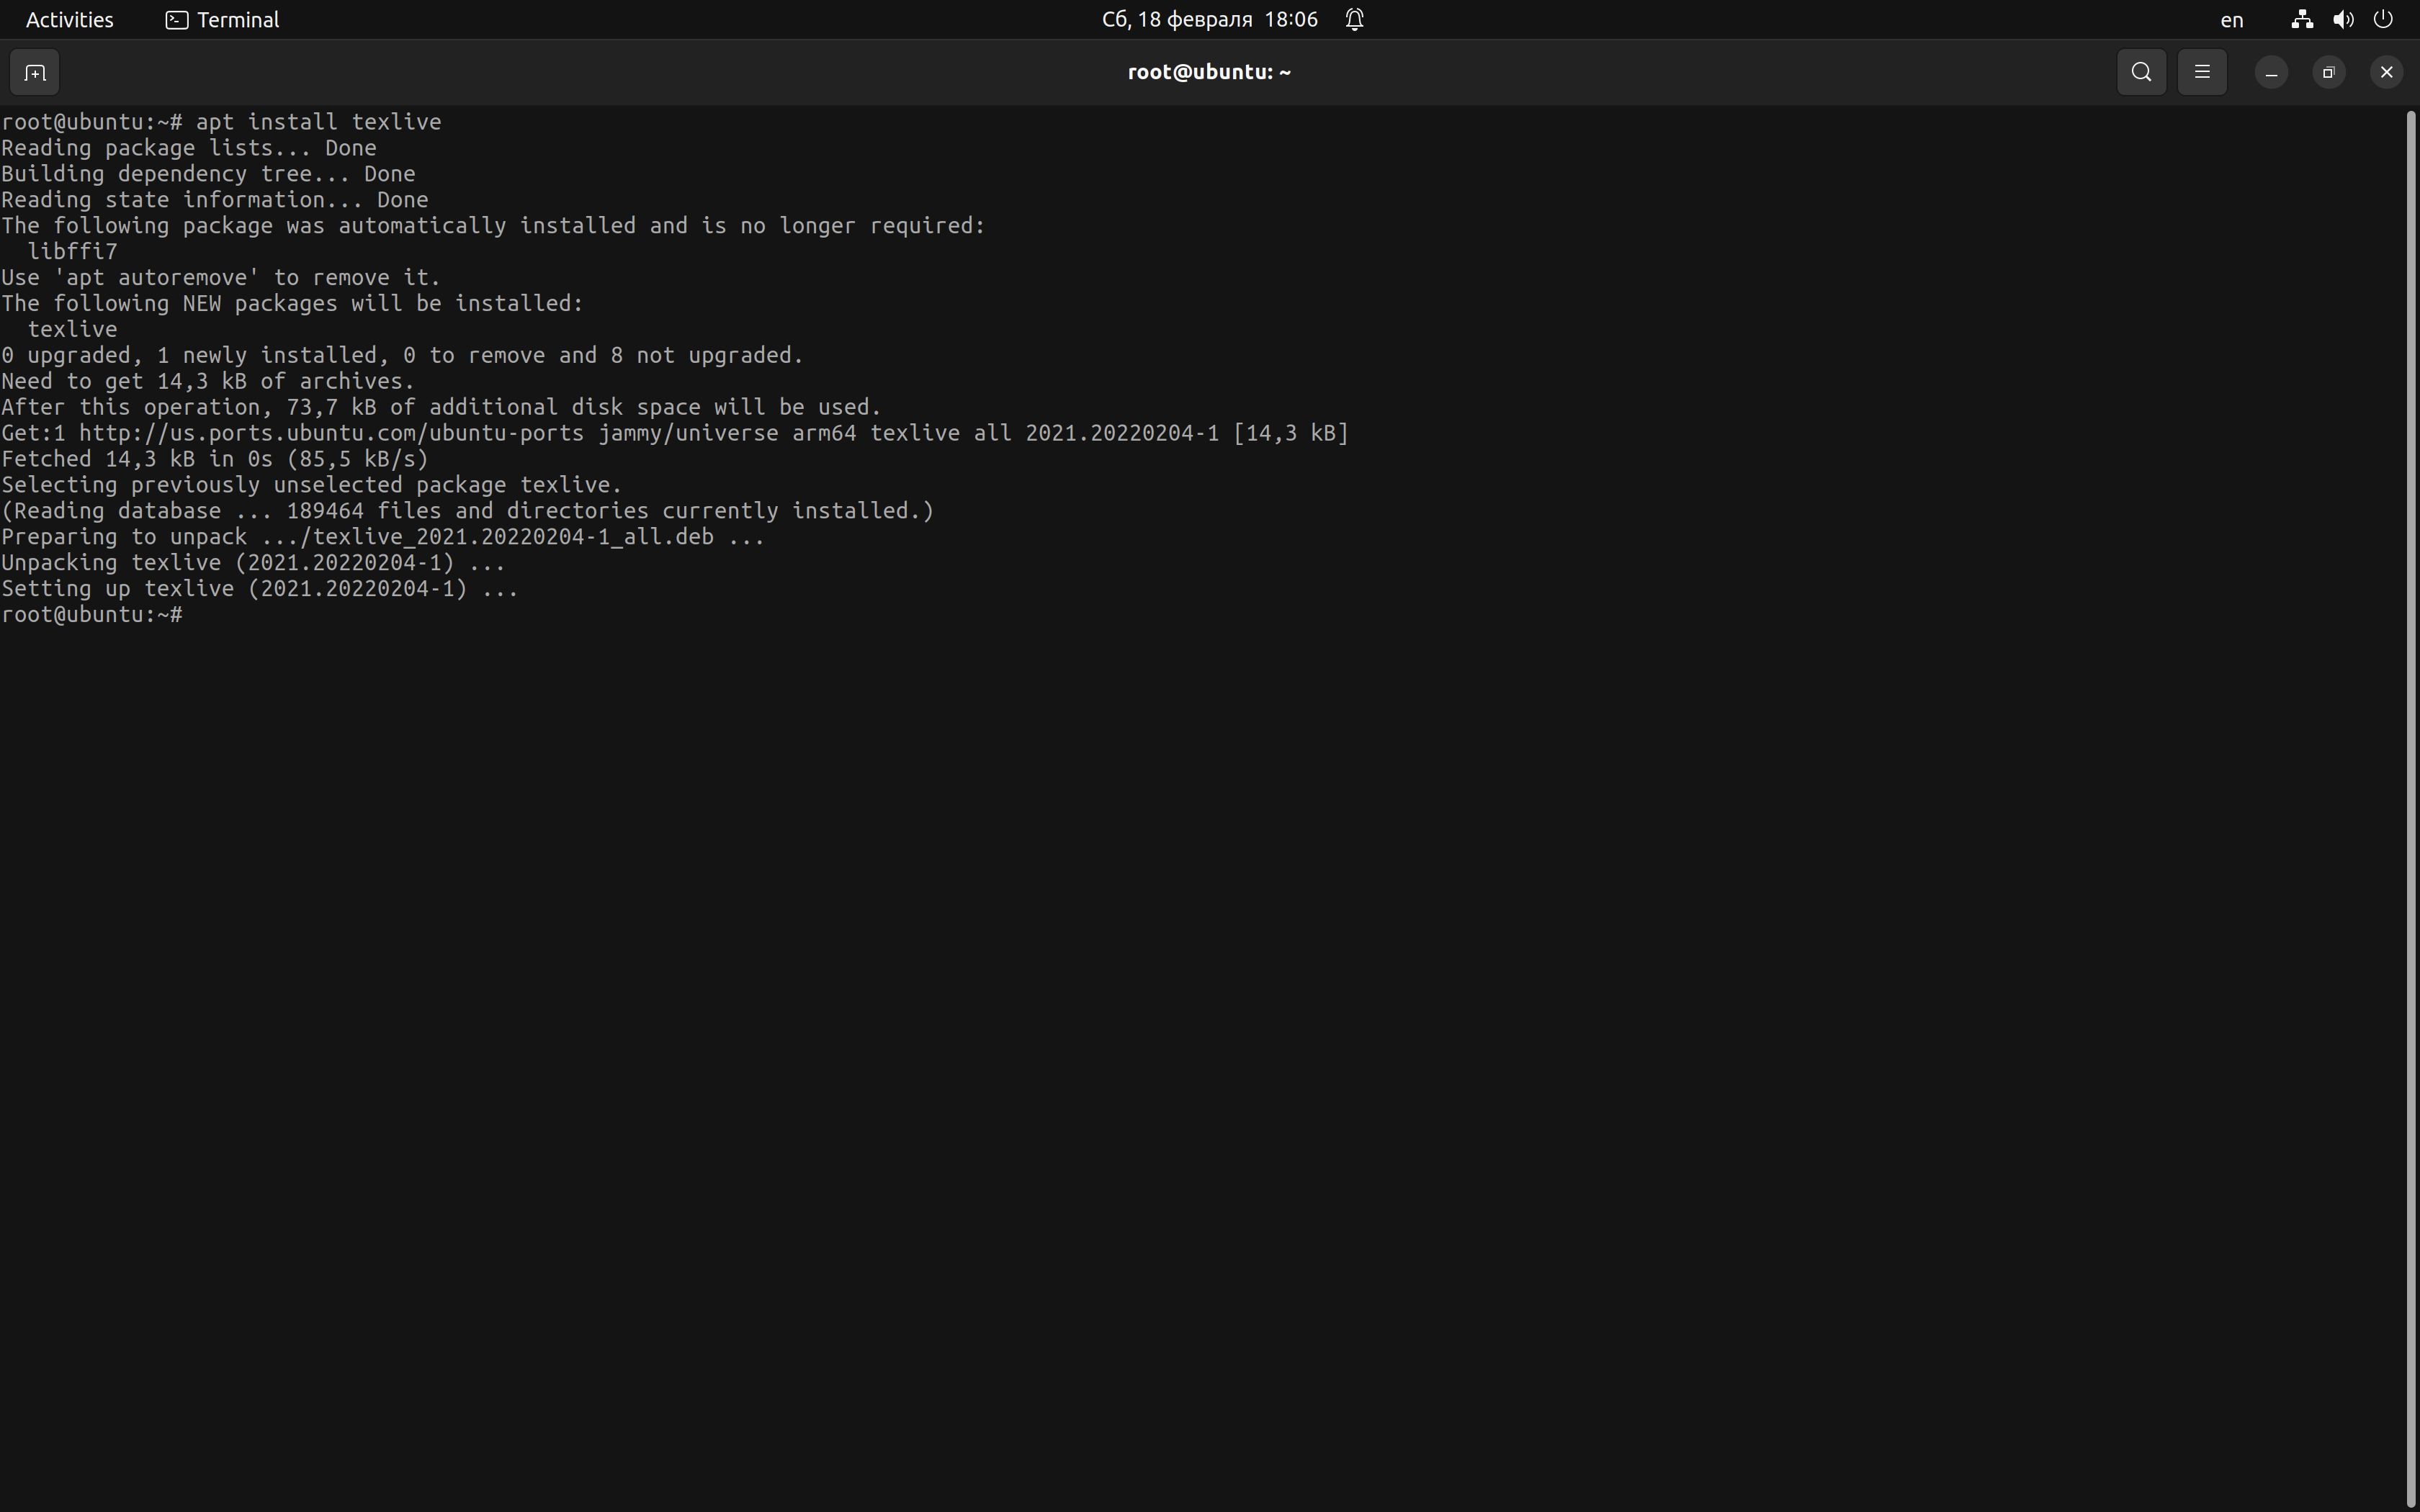 Activities Terminal Сб, 18 февраля 18:06 en
root@ubuntu: ~
root@ubuntu:~# apt install texlive
Reading package lists... Done
Building dependency tree... Done
Reading state information... Done
The following package was automatically installed and is no longer required:
  libffi7
Use 'apt autoremove' to remove it.
The following NEW packages will be installed:
  texlive
0 upgraded, 1 newly installed, 0 to remove and 8 not upgraded.
Need to get 14,3 kB of archives.
After this operation, 73,7 kB of additional disk space will be used.
Get:1 http://us.ports.ubuntu.com/ubuntu-ports jammy/universe arm64 texlive all 2021.20220204-1 [14,3 kB]
Fetched 14,3 kB in 0s (85,5 kB/s)
Selecting previously unselected package texlive.
(Reading database ... 189464 files and directories currently installed.)
Preparing to unpack .../texlive_2021.20220204-1_all.deb ...
Unpacking texlive (2021.20220204-1) ...
Setting up texlive (2021.20220204-1) ...
root@ubuntu:~#